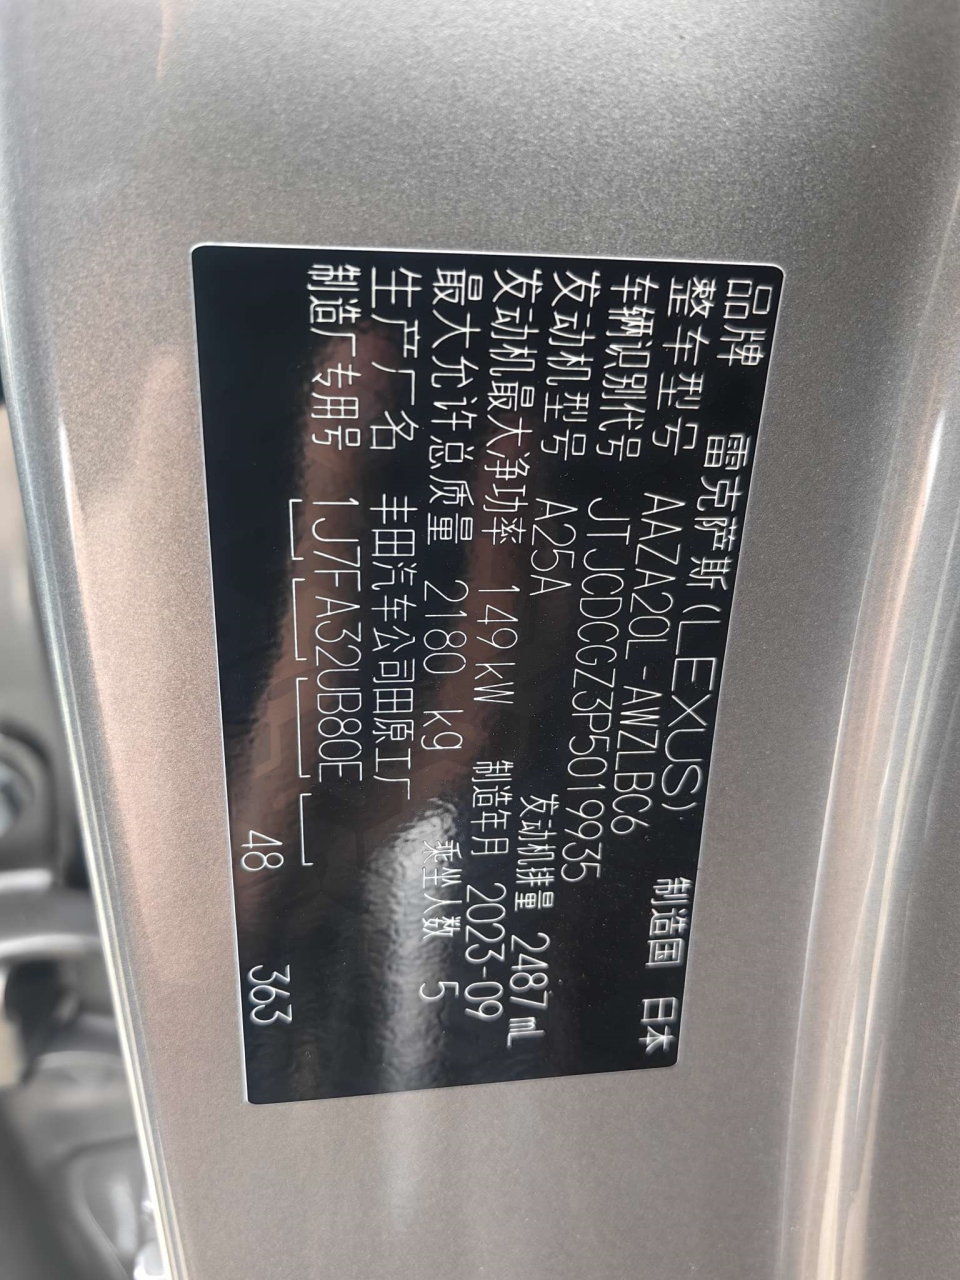 品牌 雷克萨斯(LEXUS) 制造国 日本
整车型号 AAZA20L-AWZLBC6
车辆识别代号 JTJCDCGZ3P5019935
发动机型号 A25A 发动机排量 2487 mL
发动机最大净功率 149 kW 制造年月 2023-09
最大允许总质量 2180 kg 乘坐人数 5
生产厂名 丰田汽车公司田原工厂
制造厂专用号 1J7FA32UB80E
48 363